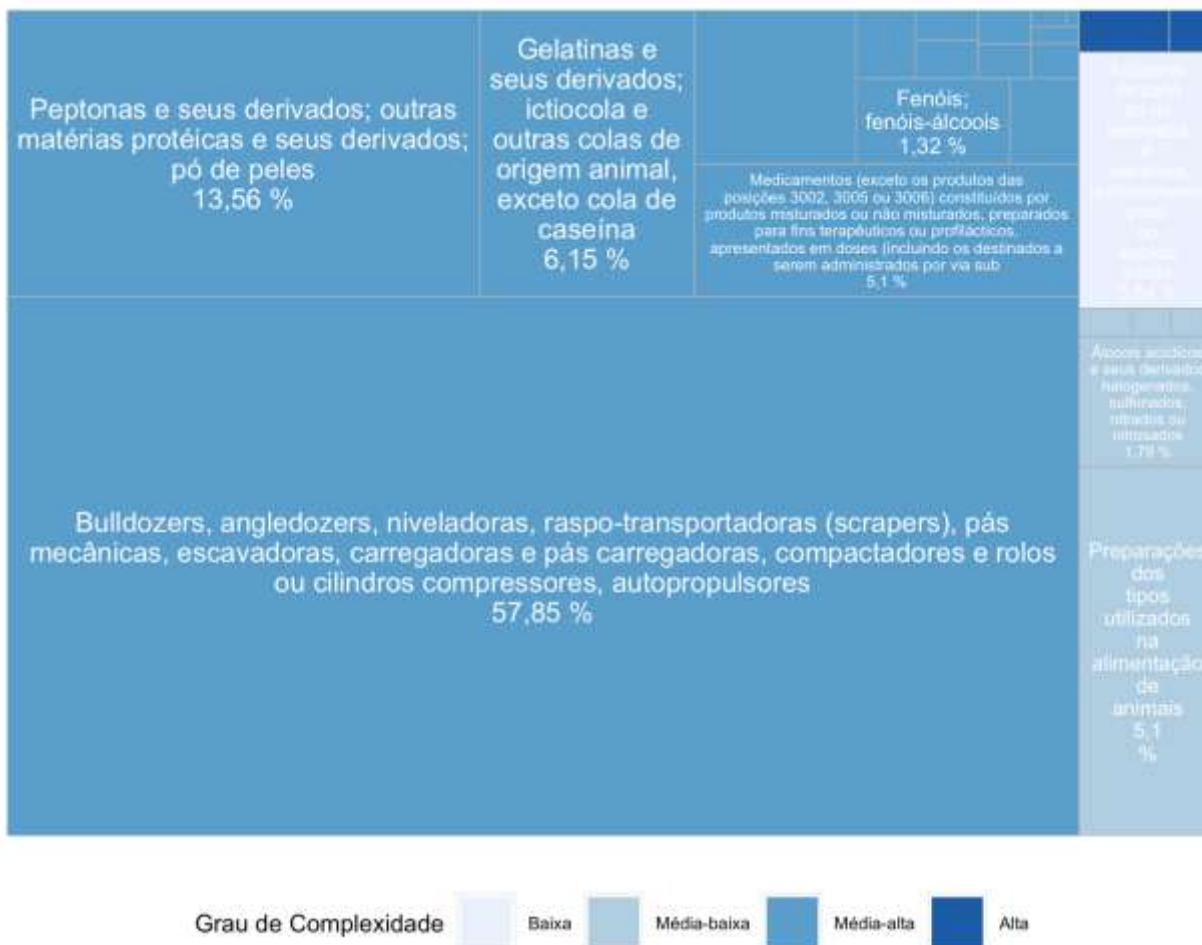 Peptonas e seus derivados; outras
matérias protéicas e seus derivados;
pó de peles
13,56 %
Gelatinas e
seus derivados;
ictiocola e
outras colas de
origem animal,
exceto cola de
caseína
6,15 %
Fenóis;
fenóis-álcoois
1,32 %
Medicamentos (exceto os produtos das
posições 3002, 3005 ou 3006) constituídos por
produtos misturados ou não misturados, preparados
para fins terapêuticos ou profilácticos,
apresentados em doses (incluindo os destinados a
serem administrados por via sub
5,1 %
Álcoois acíclicos
e seus derivados
halogenados,
sulfonados,
nitrados ou
nitrosados
1,79 %
Bulldozers, angledozers, niveladoras, raspo-transportadoras (scrapers), pás
mecânicas, escavadoras, carregadoras e pás carregadoras, compactadores e rolos
ou cilindros compressores, autopropulsores
57,85 %
Preparações
dos
tipos
utilizados
na
alimentação
de
animais
5,1
%
Grau de Complexidade Baixa Média-baixa Média-alta Alta